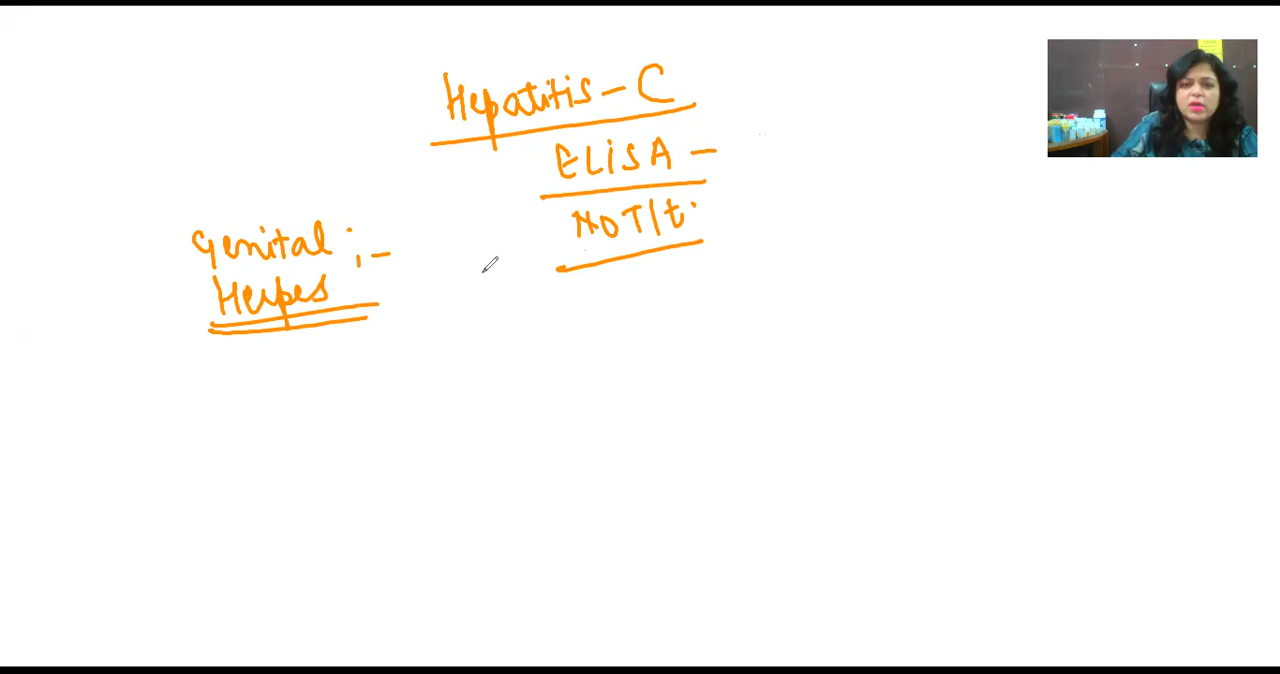 Hepatitis - C
ELISA -
NOT/t.
Genital :-
Herpes